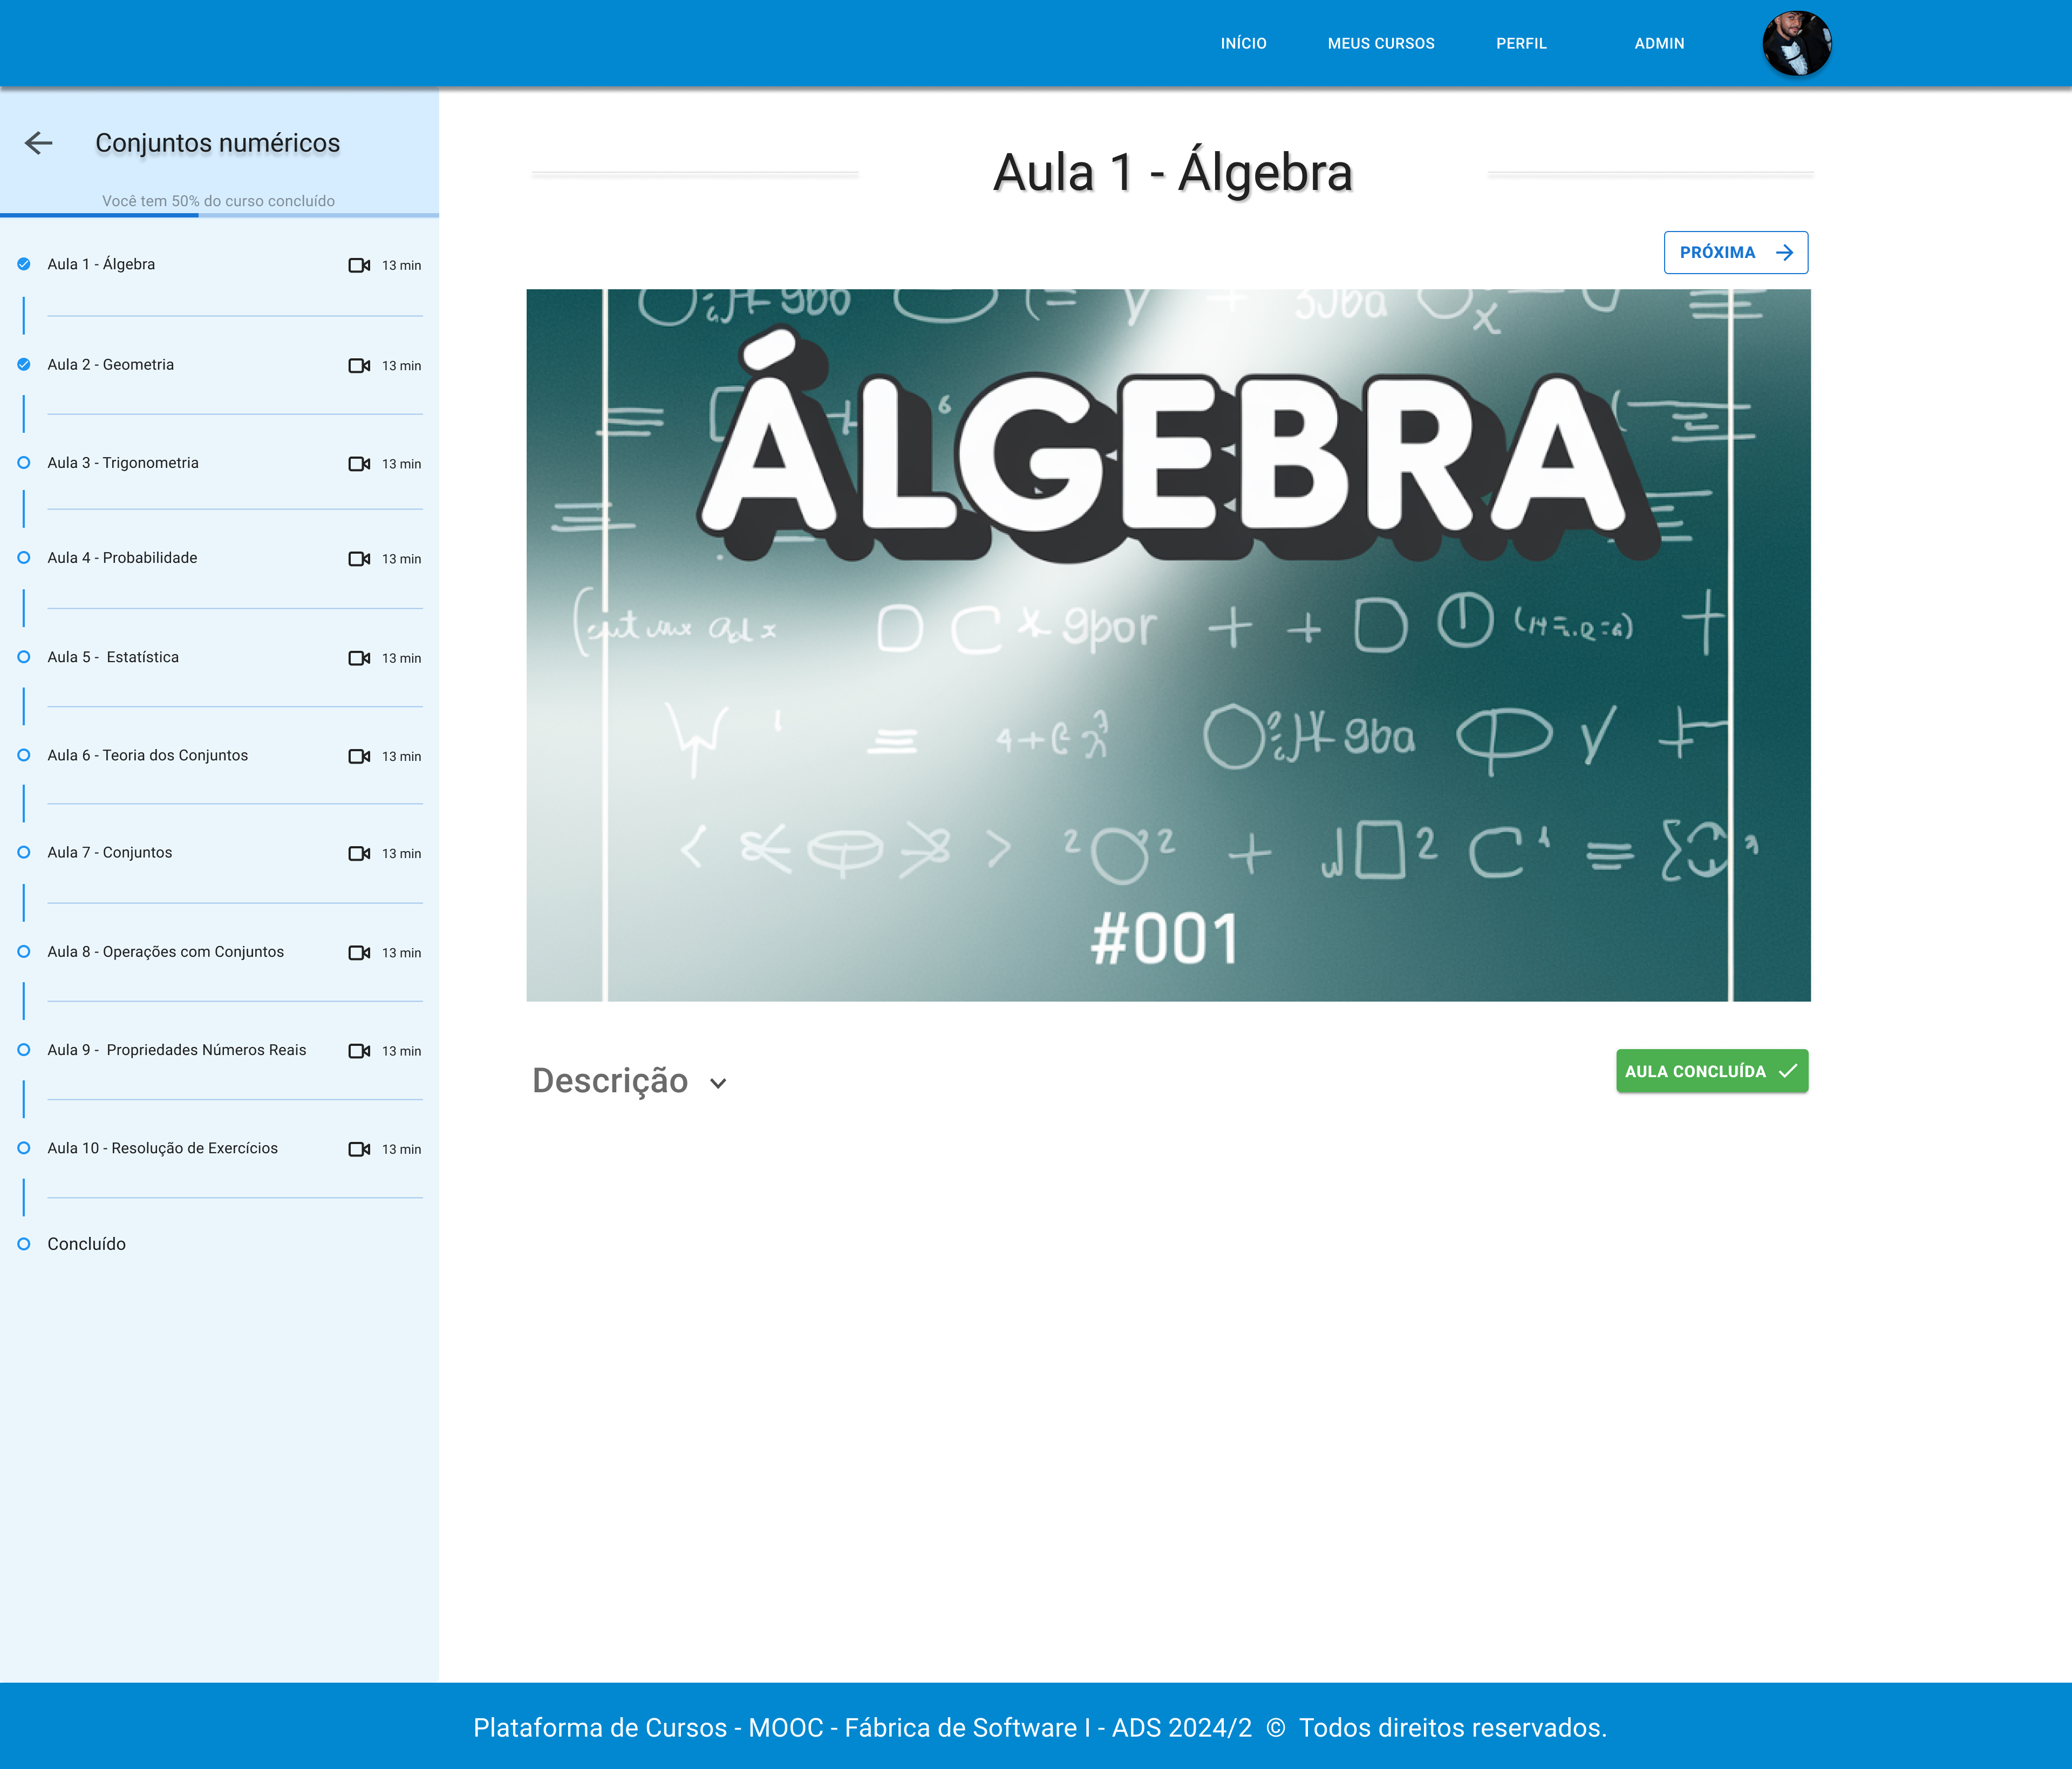 INÍCIO MEUS CURSOS PERFIL ADMIN
Conjuntos numéricos
Você tem 50% do curso concluído
Aula 1 - Álgebra 13 min
Aula 2 - Geometria 13 min
Aula 3 - Trigonometria 13 min
Aula 4 - Probabilidade 13 min
Aula 5 - Estatística 13 min
Aula 6 - Teoria dos Conjuntos 13 min
Aula 7 - Conjuntos 13 min
Aula 8 - Operações com Conjuntos 13 min
Aula 9 - Propriedades Números Reais 13 min
Aula 10 - Resolução de Exercícios 13 min
Concluído
Aula 1 - Álgebra
PRÓXIMA
ÁLGEBRA
#001
Descrição
AULA CONCLUÍDA
Plataforma de Cursos - MOOC - Fábrica de Software I - ADS 2024/2 © Todos direitos reservados.